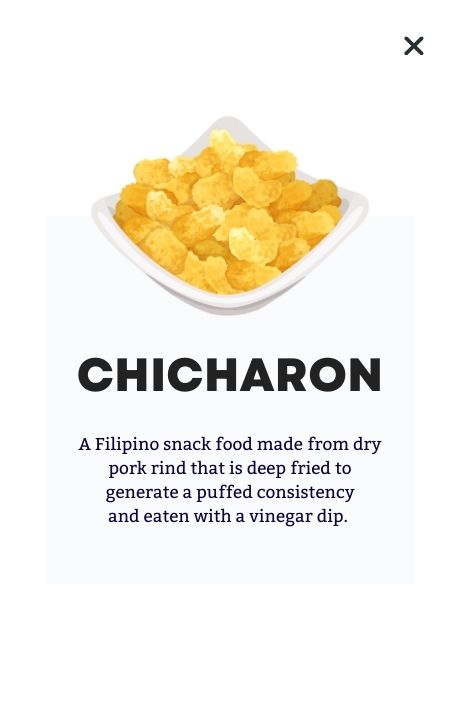 CHICHARON
A Filipino snack food made from dry
pork rind that is deep fried to
generate a puffed consistency
and eaten with a vinegar dip.